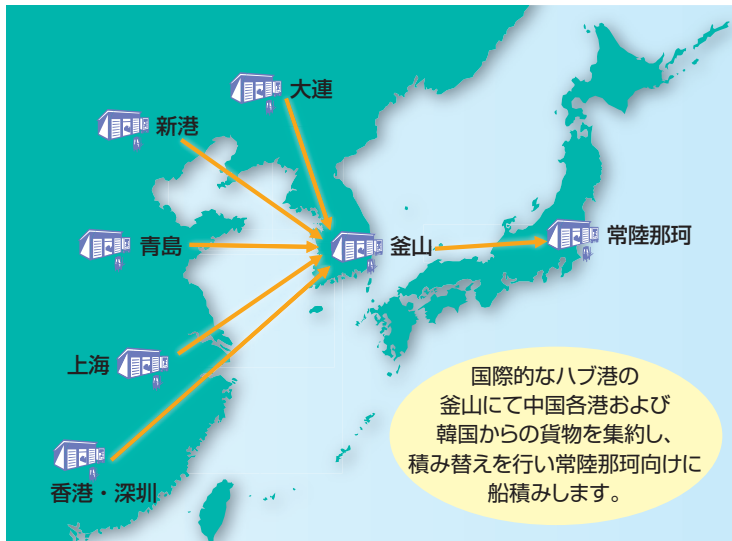 大連
新港
青島
釜山
常陸那珂
上海
香港・深圳
国際的なハブ港の
釜山にて中国各港および
韓国からの貨物を集約し、
積み替えを行い常陸那珂向けに
船積みします。